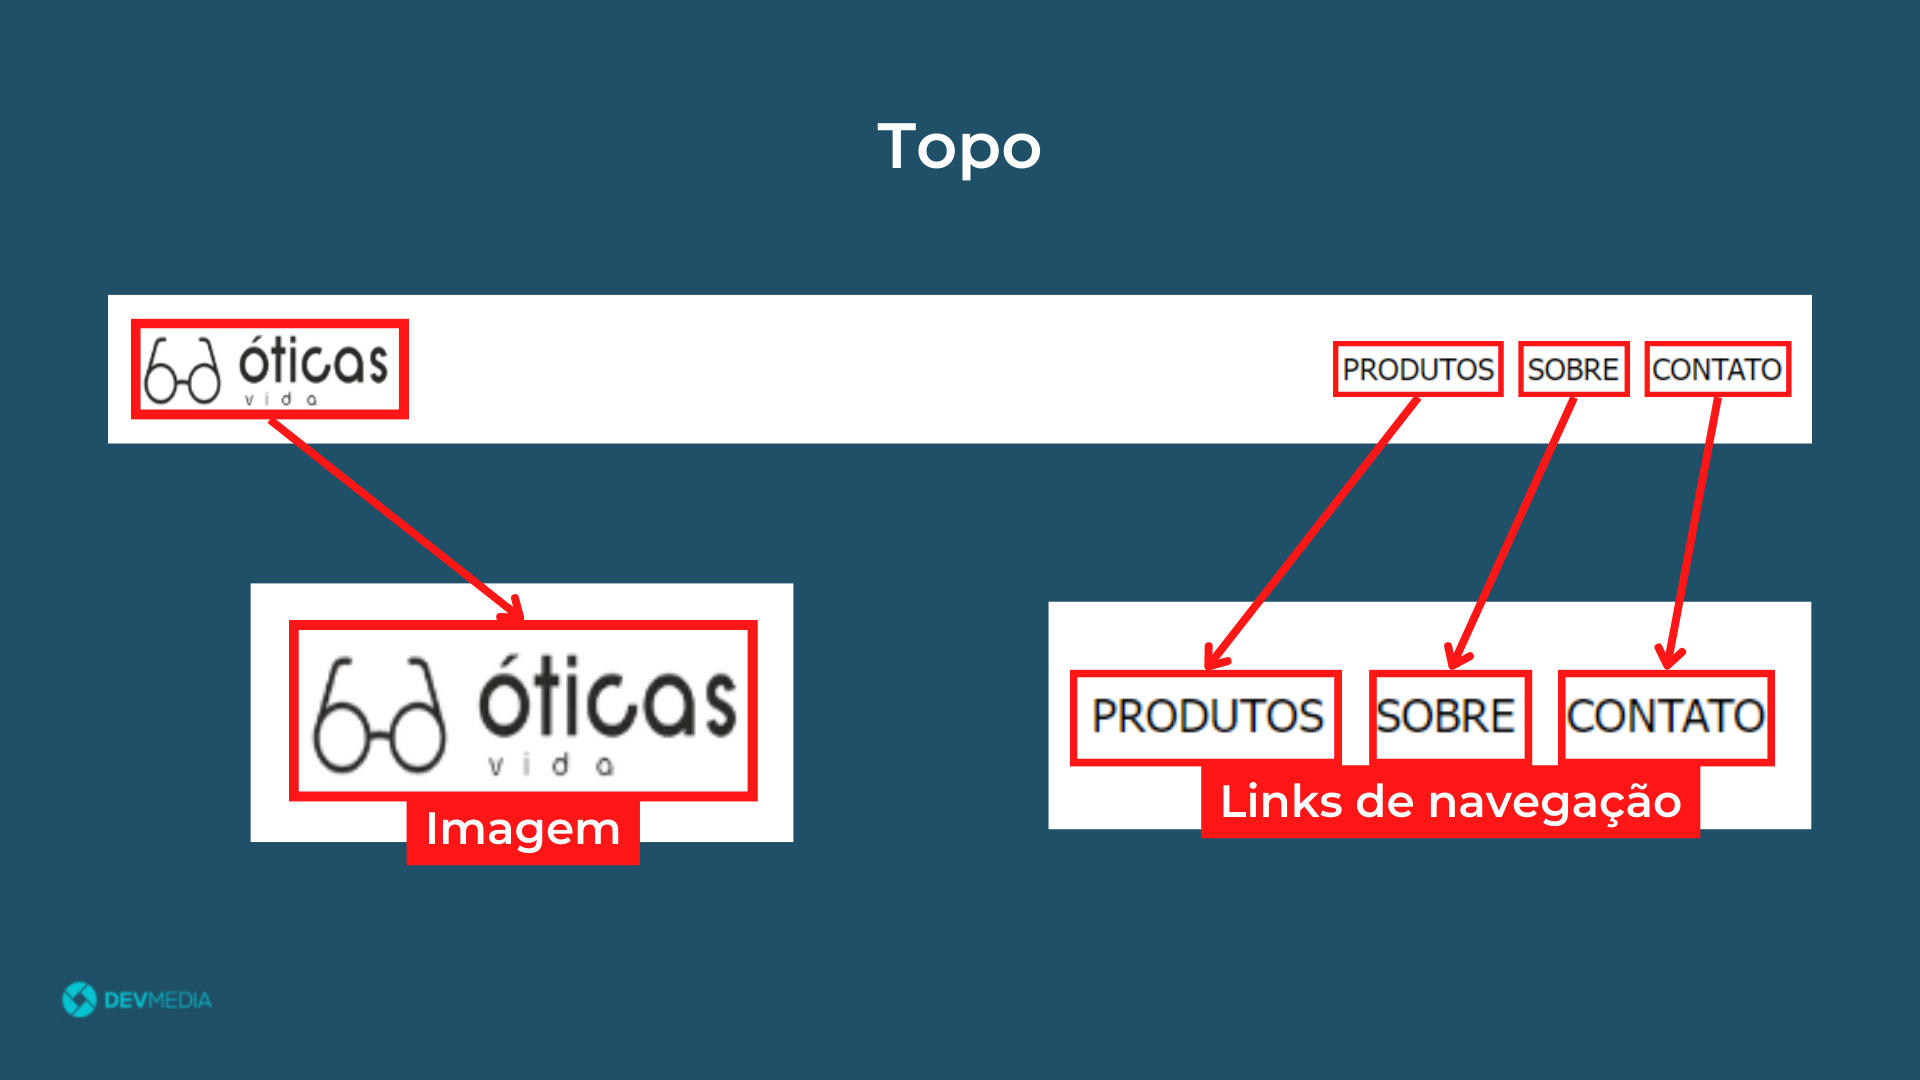 Topo
óticas
vida
PRODUTOS SOBRE CONTATO
óticas
vida
PRODUTOS SOBRE CONTATO
Imagem
Links de navegação
DEVMEDIA